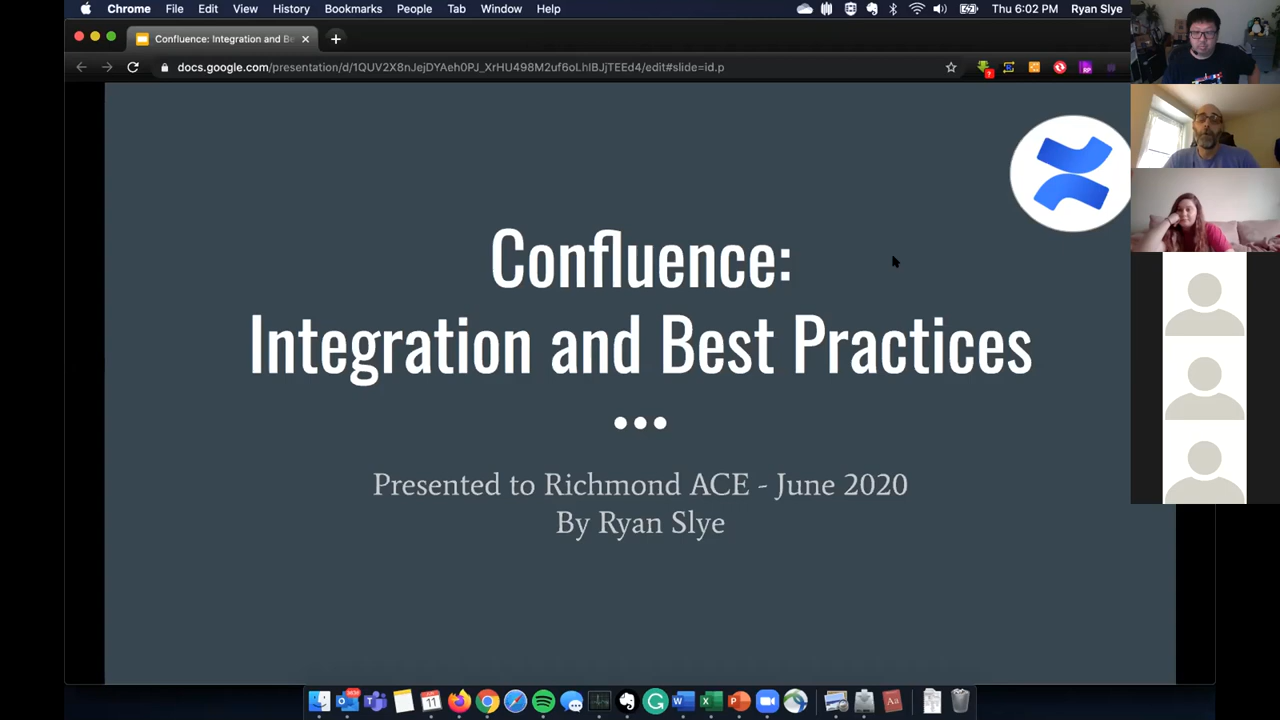 Chrome File Edit View History Bookmarks People Tab Window Help Thu 6:02 PM Ryan Slye
Confluence: Integration and Be
docs.google.com/presentation/d/1QUV2X8nJejDYAeh0PJ_XrHU498M2uf6oLhIBJjTEEd4/edit#slide=id.p
Confluence:
Integration and Best Practices
Presented to Richmond ACE - June 2020
By Ryan Slye